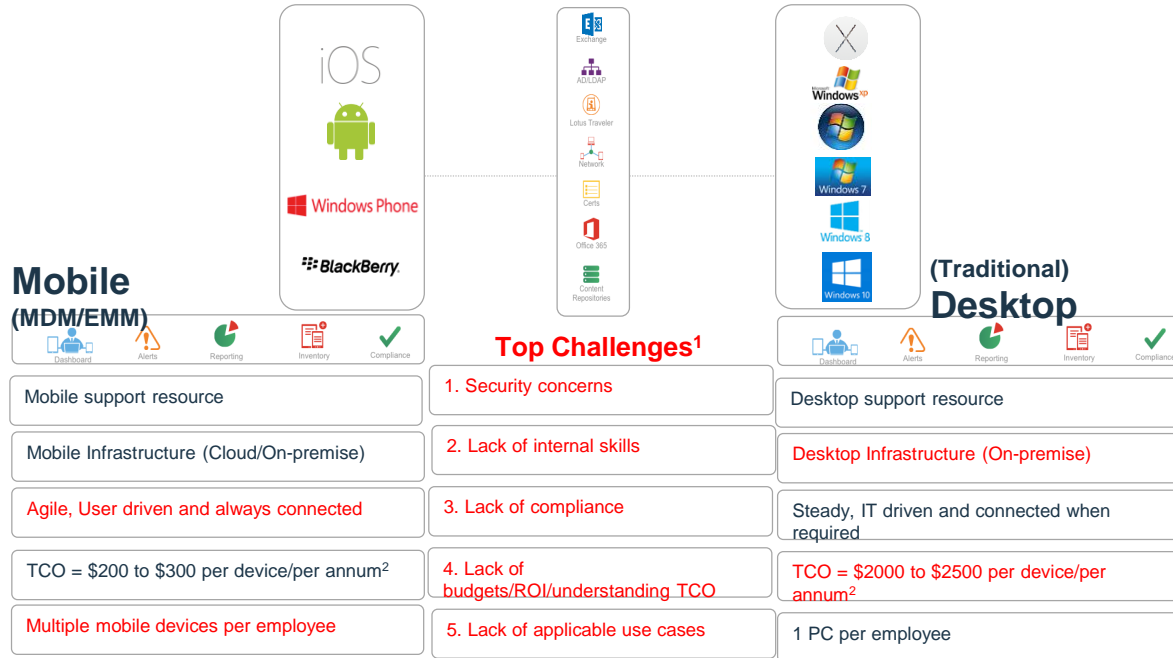 iOS
Windows Phone
BlackBerry.
Mobile
(MDM/EMM)
Dashboard
Alerts
Reporting
Inventory
Compliance
Mobile support resource
Mobile Infrastructure (Cloud/On-premise)
Agile, User driven and always connected
TCO = $200 to $300 per device/per annum²
Multiple mobile devices per employee
Exchange
AD/LDAP
Lotus Traveler
Network
Certs
Office 365
Content
Repositories
Top Challenges¹
1. Security concerns
2. Lack of internal skills
3. Lack of compliance
4. Lack of
budgets/ROI/understanding TCO
5. Lack of applicable use cases
X
Microsoft
Windows xp
Windows 7
Windows 8
Windows 10
(Traditional)
Desktop
Dashboard
Alerts
Reporting
Inventory
Compliance
Desktop support resource
Desktop Infrastructure (On-premise)
Steady, IT driven and connected when
required
TCO = $2000 to $2500 per device/per
annum²
1 PC per employee